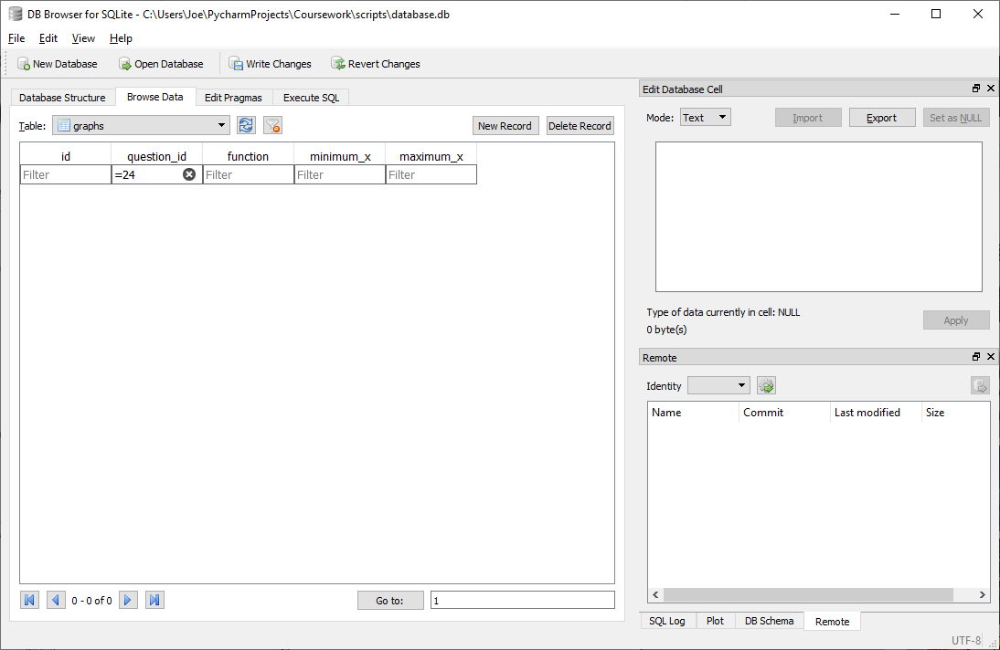 DB Browser for SQLite - C:\Users\Joe\PycharmProjects\Coursework\scripts\database.db
File Edit View Help
New Database Open Database Write Changes Revert Changes
Database Structure Browse Data Edit Pragmas Execute SQL
Table: graphs New Record Delete Record
id question_id function minimum_x maximum_x
Filter =24 Filter Filter Filter
0 - 0 of 0 Go to: 1
Edit Database Cell
Mode: Text Import Export Set as NULL
Type of data currently in cell: NULL
0 byte(s)
Apply
Remote
Identity
Name Commit Last modified Size
SQL Log Plot DB Schema Remote
UTF-8